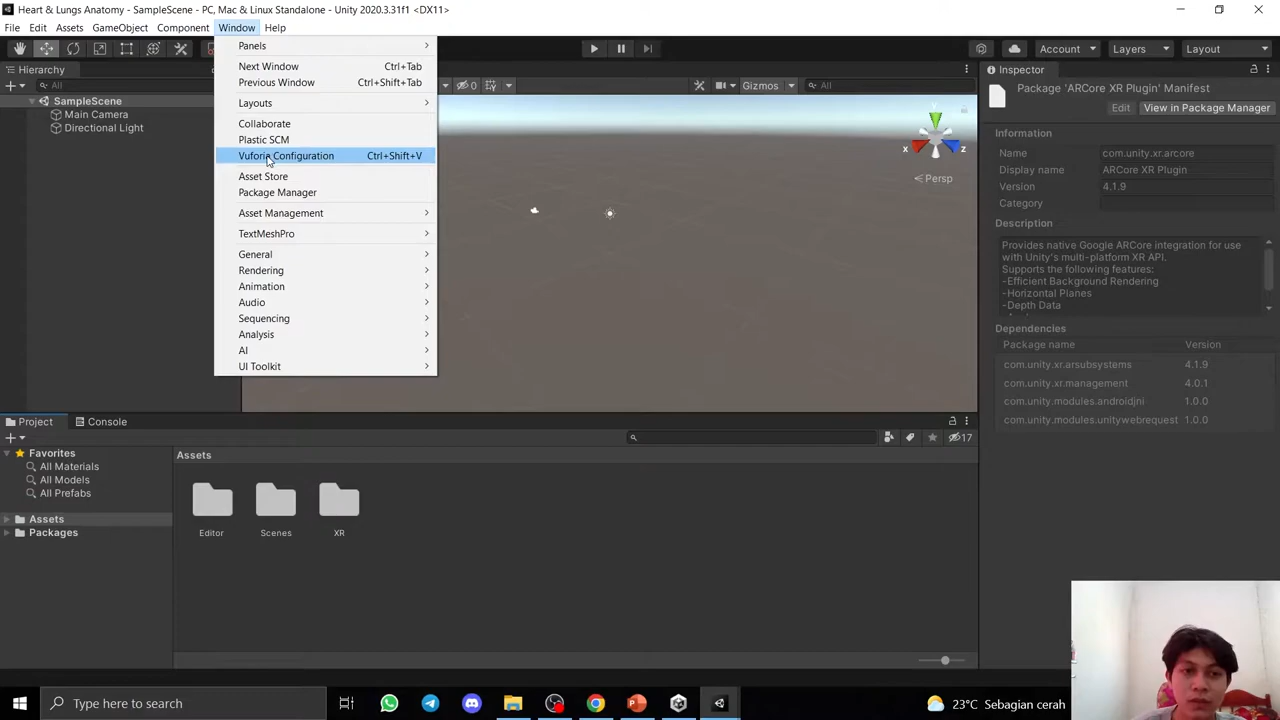 Heart & Lungs Anatomy - SampleScene - PC, Mac & Linux Standalone - Unity 2020.3.31f1 <DX11>
File Edit Assets GameObject Component Window Help
Account Layers Layout
Panels
Next Window Ctrl+Tab
Previous Window Ctrl+Shift+Tab
Layouts
Collaborate
Plastic SCM
Vuforia Configuration Ctrl+Shift+V
Asset Store
Package Manager
Asset Management
TextMeshPro
General
Rendering
Animation
Audio
Sequencing
Analysis
AI
UI Toolkit
Hierarchy
All
SampleScene
Main Camera
Directional Light
0 Gizmos All
y
x z
< Persp
Inspector
Package 'ARCore XR Plugin' Manifest
Edit View in Package Manager
Information
Name com.unity.xr.arcore
Display name ARCore XR Plugin
Version 4.1.9
Category
Description
Provides native Google ARCore integration for use
with Unity's multi-platform XR API.
Supports the following features:
-Efficient Background Rendering
-Horizontal Planes
-Depth Data
Dependencies
Package name Version
com.unity.xr.arsubsystems 4.1.9
com.unity.xr.management 4.0.1
com.unity.modules.androidjni 1.0.0
com.unity.modules.unitywebrequest 1.0.0
Project Console
17
Favorites
All Materials
All Models
All Prefabs
Assets
Packages
Assets
Editor Scenes XR
Type here to search
23°C Sebagian cerah